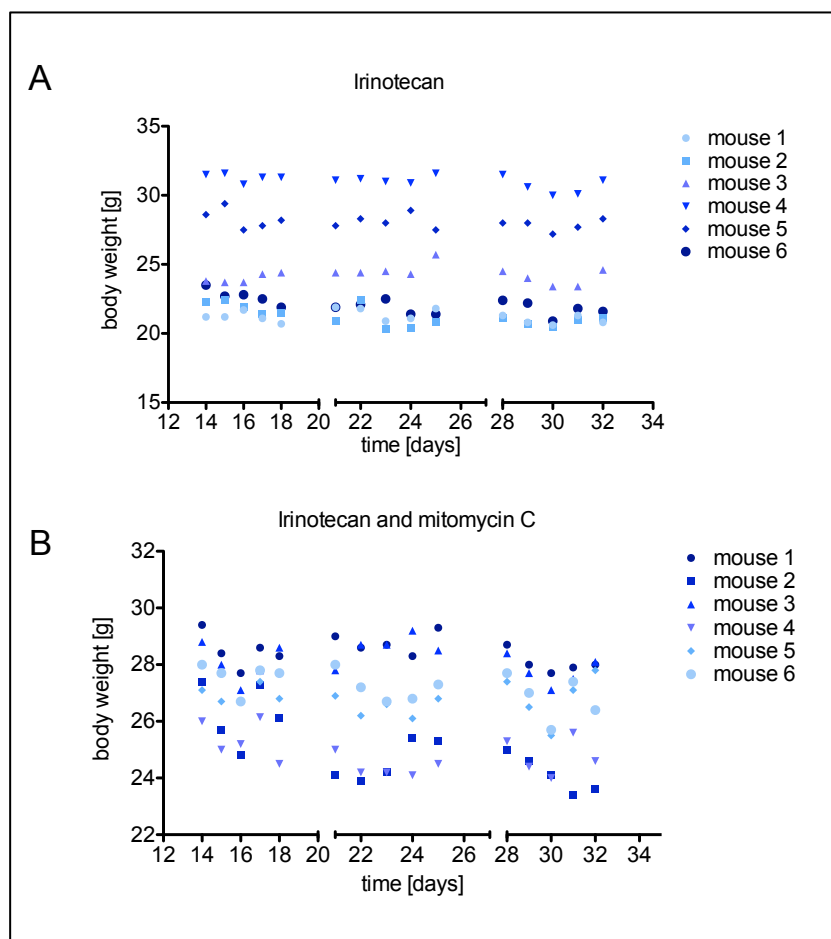 A
Irinotecan
35
30
25
20
15
body weight [g]
12 14 16 18 20 22 24 26 28 30 32 34
time [days]
mouse 1
mouse 2
mouse 3
mouse 4
mouse 5
mouse 6
B
Irinotecan and mitomycin C
32
30
28
26
24
22
body weight [g]
12 14 16 18 20 22 24 26 28 30 32 34
time [days]
mouse 1
mouse 2
mouse 3
mouse 4
mouse 5
mouse 6